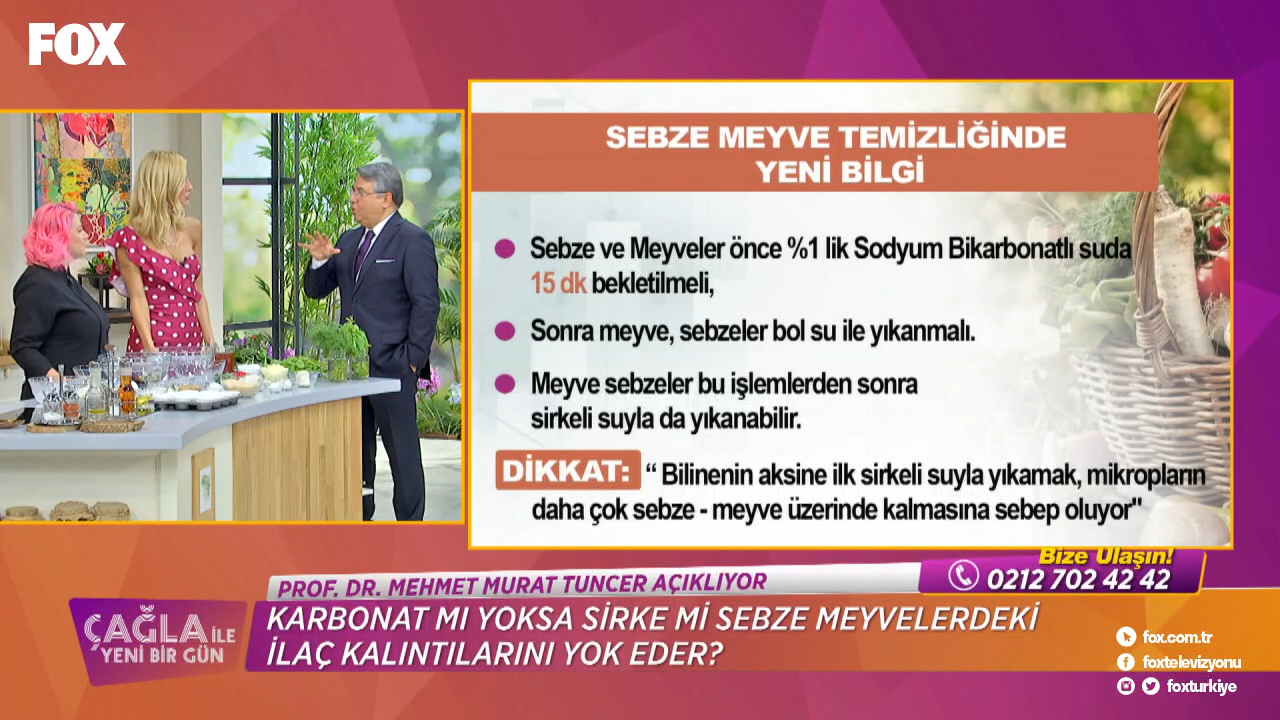 FOX
SEBZE MEYVE TEMİZLİĞİNDE
YENİ BİLGİ
Sebze ve Meyveler önce %1 lik Sodyum Bikarbonatlı suda
15 dk bekletilmeli,
Sonra meyve, sebzeler bol su ile yıkanmalı.
Meyve sebzeler bu işlemlerden sonra
sirkeli suyla da yıkanabilir.
DİKKAT: “ Bilinenin aksine ilk sirkeli suyla yıkamak, mikropların
daha çok sebze - meyve üzerinde kalmasına sebep oluyor"
Bize Ulaşın!
0212 702 42 42
PROF. DR. MEHMET MURAT TUNCER AÇIKLIYOR
KARBONAT MI YOKSA SİRKE Mİ SEBZE MEYVELERDEKİ
İLAÇ KALINTILARINI YOK EDER?
ÇAĞLA İLE
YENİ BİR GÜN
fox.com.tr
foxtelevizyonu
foxturkiye